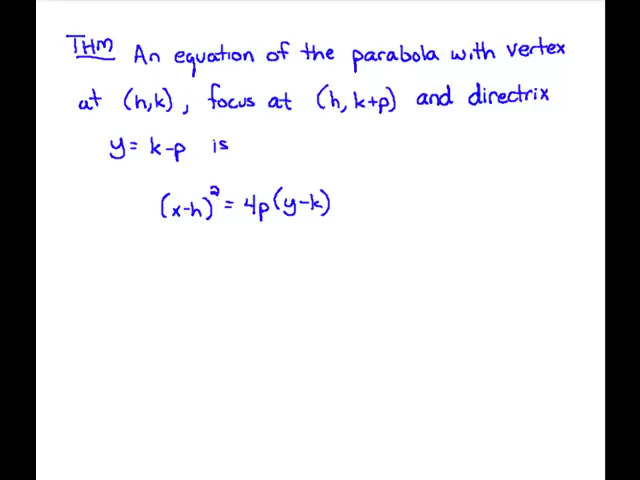 THM An equation of the parabola with vertex
at (h,k), focus at (h, k+p) and directrix
y = k-p is
(x-h)² = 4p(y-k)